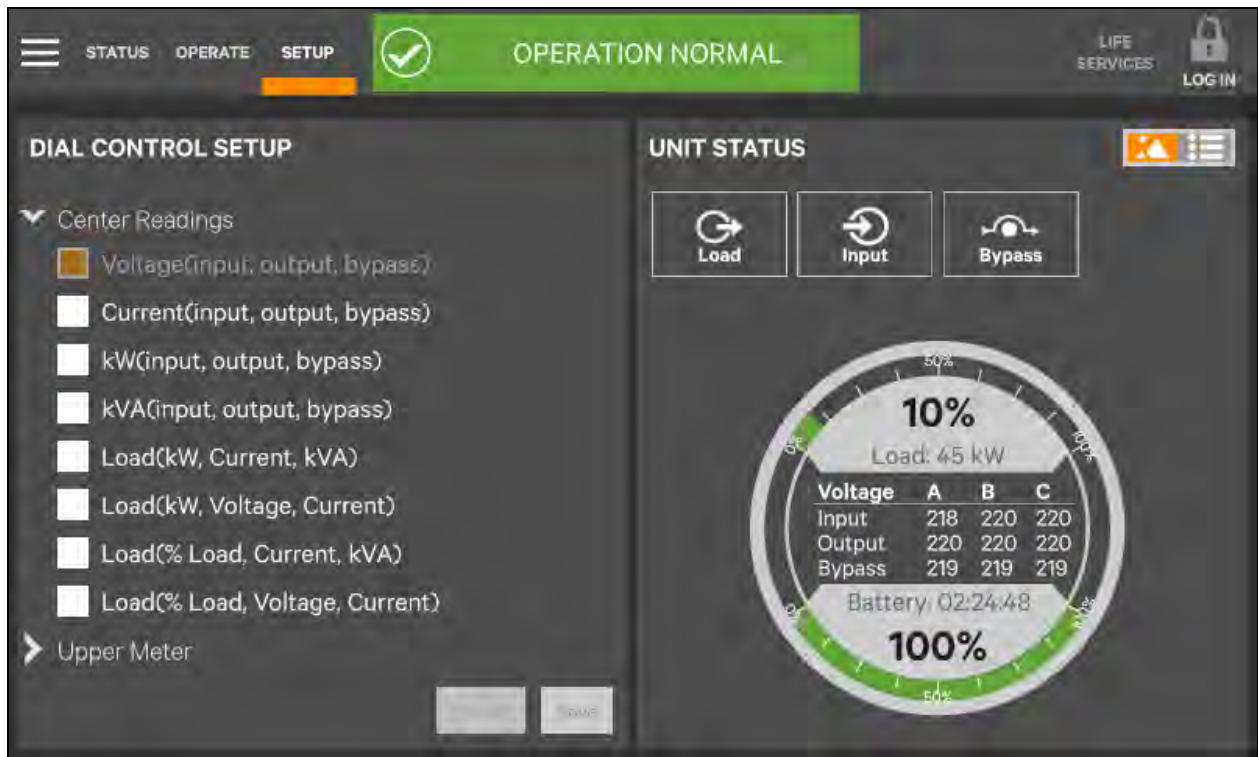 STATUS OPERATE SETUP
OPERATION NORMAL
LIFE
SERVICES
LOG IN
DIAL CONTROL SETUP
Center Readings
Voltage(input, output, bypass)
Current(input, output, bypass)
kW(input, output, bypass)
kVA(input, output, bypass)
Load(kW, Current, kVA)
Load(kW, Voltage, Current)
Load(% Load, Current, kVA)
Load(% Load, Voltage, Current)
Upper Meter
Save
UNIT STATUS
Load Input Bypass
50%
0% 100%
10%
Load: 45 kW
Voltage A B C
Input 218 220 220
Output 220 220 220
Bypass 219 219 219
Battery: 02:24:48
0% 100%
100%
50%